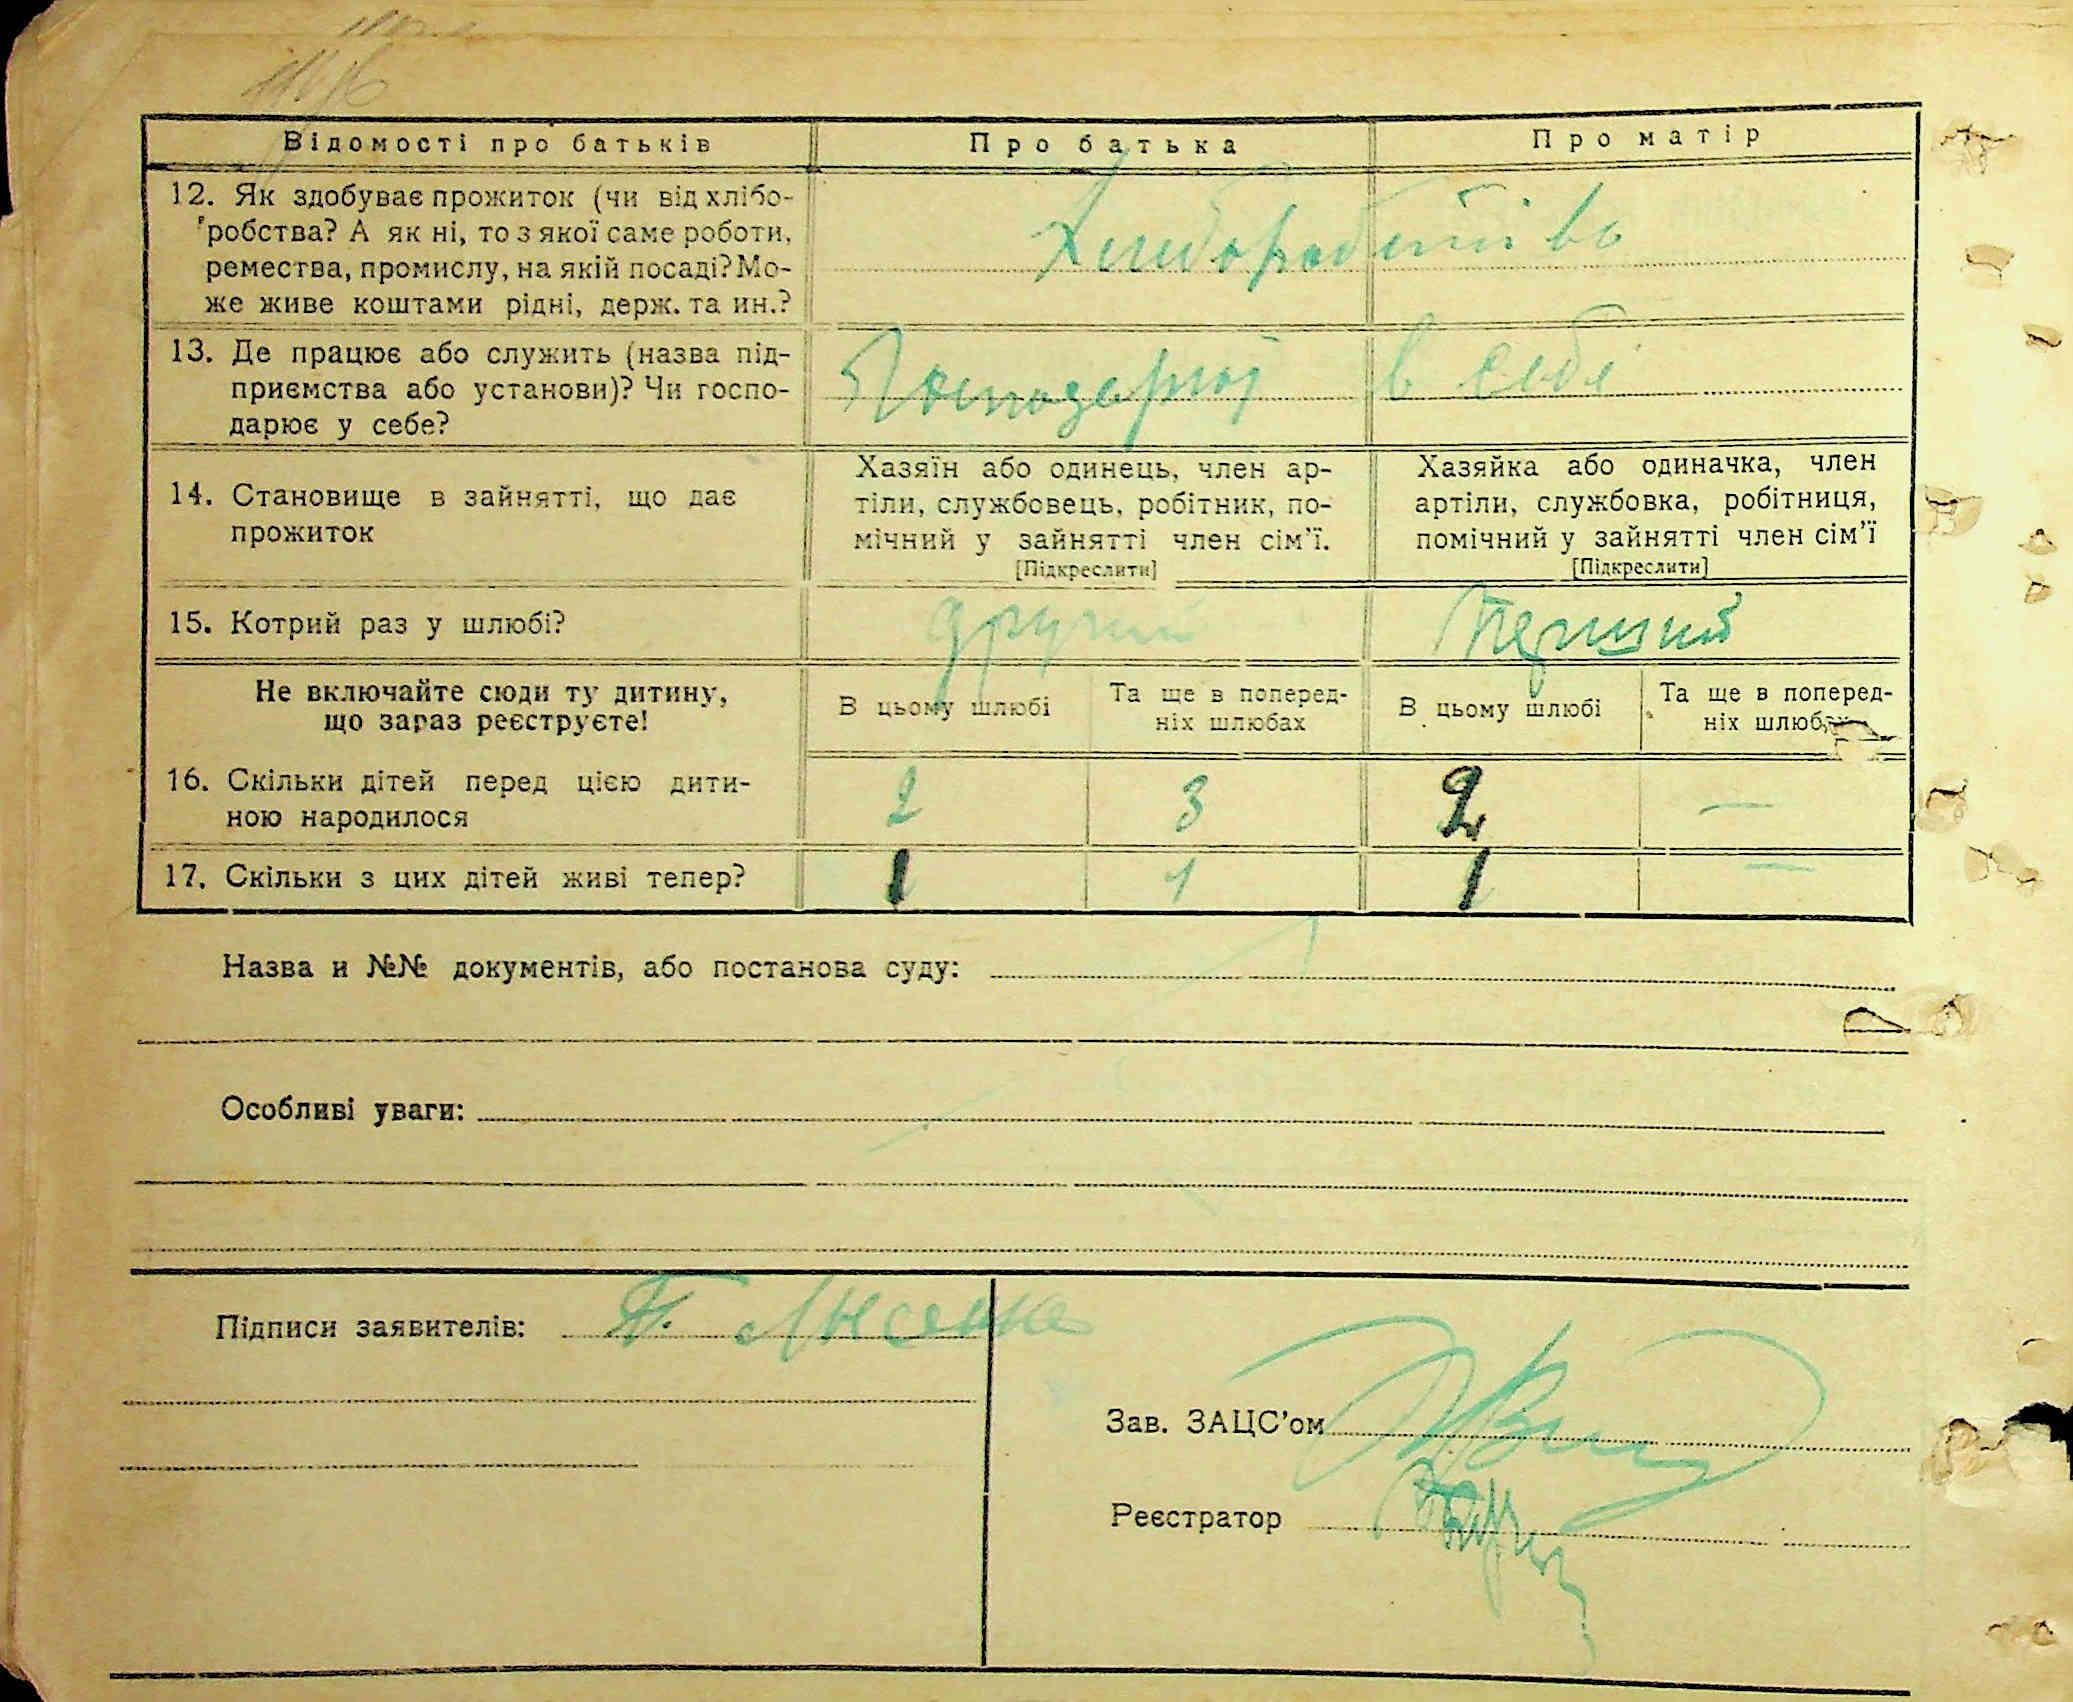 Відомості про батьків Про батька Про матір
12. Як здобуває прожиток (чи від хлібо-
робства? А як ні, то з якої саме роботи,
ремества, промислу, на якій посаді? Мо-
же живе коштами рідні, держ. та ин.?
Хлиборобитво
13. Де працює або служить (назва під-
приємства або установи)? Чи госпо-
дарює у себе?
в себі
14. Становище в зайнятті, що дає
прожиток
Хазяїн або одинець, член ар-
тіли, службовець, робітник, по-
мічний у зайнятті член сім'ї.
[Підкреслити]
Хазяйка або одиначка, член
артіли, службовка, робітниця,
помічний у зайнятті член сім'ї
[Підкреслити]
15. Котрий раз у шлюбі? другий Перший
Не включайте сюди ту дитину,
що зараз реєструєте!
В цьому шлюбі
Та ще в поперед-
ніх шлюбах
В цьому шлюбі
Та ще в поперед-
ніх шлюбах
16. Скільки дітей перед цією дити-
ною народилося
2 3 2 —
17. Скільки з цих дітей живі тепер? 1 1 1 —
Назва и №№ документів, або постанова суду:
Особливі уваги:
Підписи заявителів: П. Лысенко
Зав. ЗАЦС'ом
Реєстратор